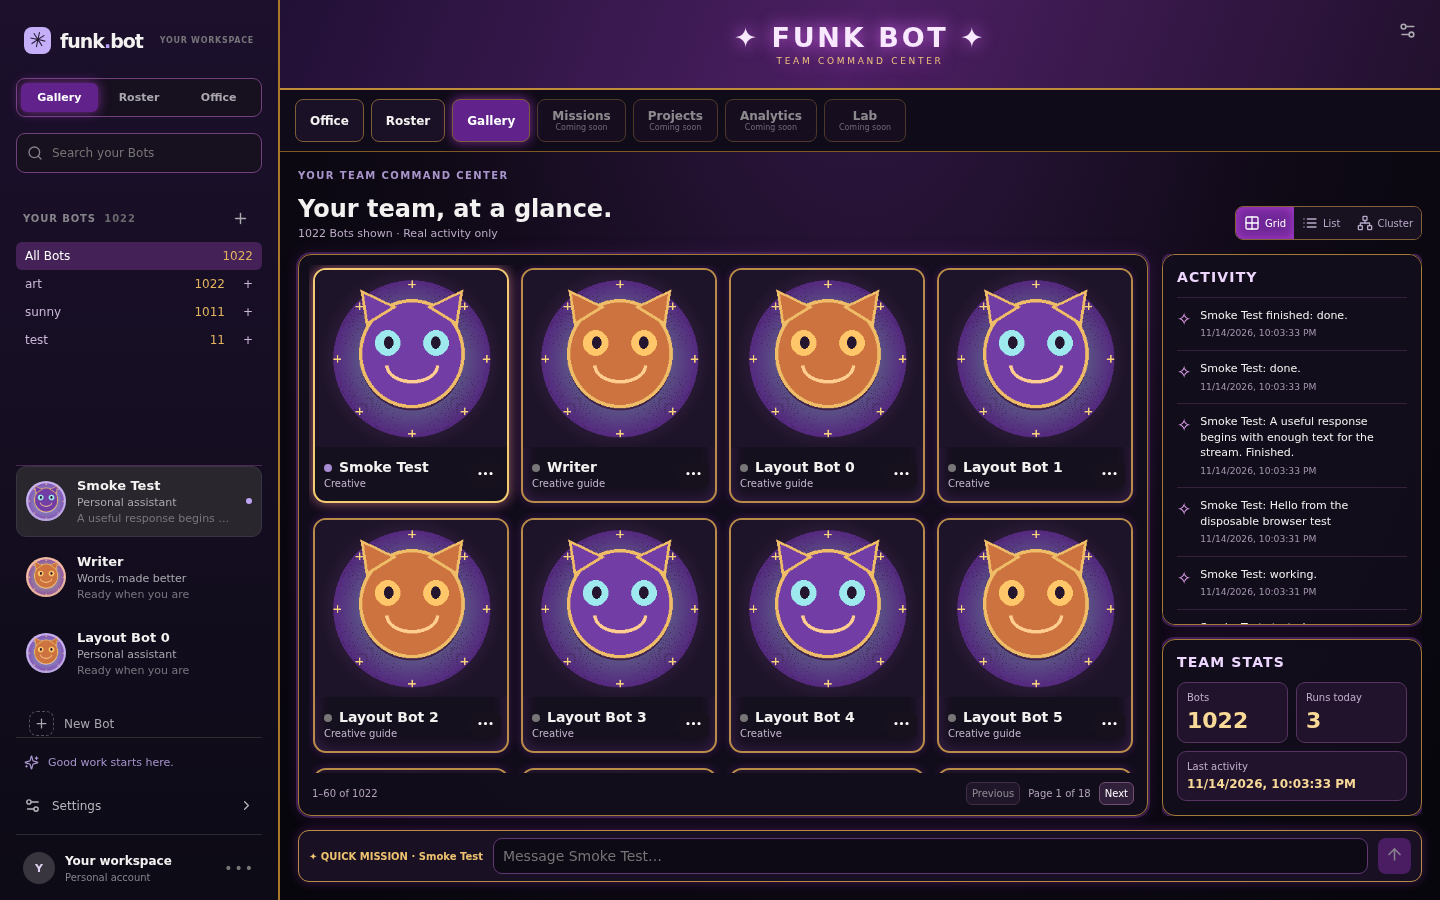 funk.bot
YOUR WORKSPACE
Gallery
Roster
Office
Search your Bots
YOUR BOTS 1022
All Bots 1022
art 1022 +
sunny 1011 +
test 11 +
Smoke Test
Personal assistant
A useful response begins ...
Writer
Words, made better
Ready when you are
Layout Bot 0
Personal assistant
Ready when you are
New Bot
Good work starts here.
Settings
Y
Your workspace
Personal account
✦ FUNK BOT ✦
TEAM COMMAND CENTER
Office
Roster
Gallery
Missions
Coming soon
Projects
Coming soon
Analytics
Coming soon
Lab
Coming soon
YOUR TEAM COMMAND CENTER
Your team, at a glance.
1022 Bots shown · Real activity only
Grid
List
Cluster
Smoke Test
Creative
Writer
Creative guide
Layout Bot 0
Creative guide
Layout Bot 1
Creative
Layout Bot 2
Creative guide
Layout Bot 3
Creative
Layout Bot 4
Creative guide
Layout Bot 5
Creative guide
1–60 of 1022
Previous
Page 1 of 18
Next
ACTIVITY
Smoke Test finished: done.
11/14/2026, 10:03:33 PM
Smoke Test: done.
11/14/2026, 10:03:33 PM
Smoke Test: A useful response
begins with enough text for the
stream. Finished.
11/14/2026, 10:03:33 PM
Smoke Test: Hello from the
disposable browser test
11/14/2026, 10:03:31 PM
Smoke Test: working.
11/14/2026, 10:03:31 PM
TEAM STATS
Bots
1022
Runs today
3
Last activity
11/14/2026, 10:03:33 PM
✦ QUICK MISSION · Smoke Test
Message Smoke Test...